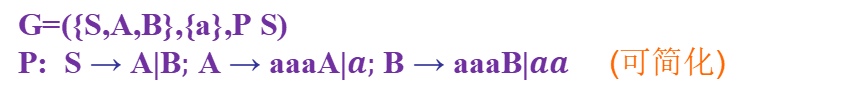 G=({S,A,B},{a},P S)
P: S → A|B; A → aaaA|a; B → aaaB|aa (可简化)